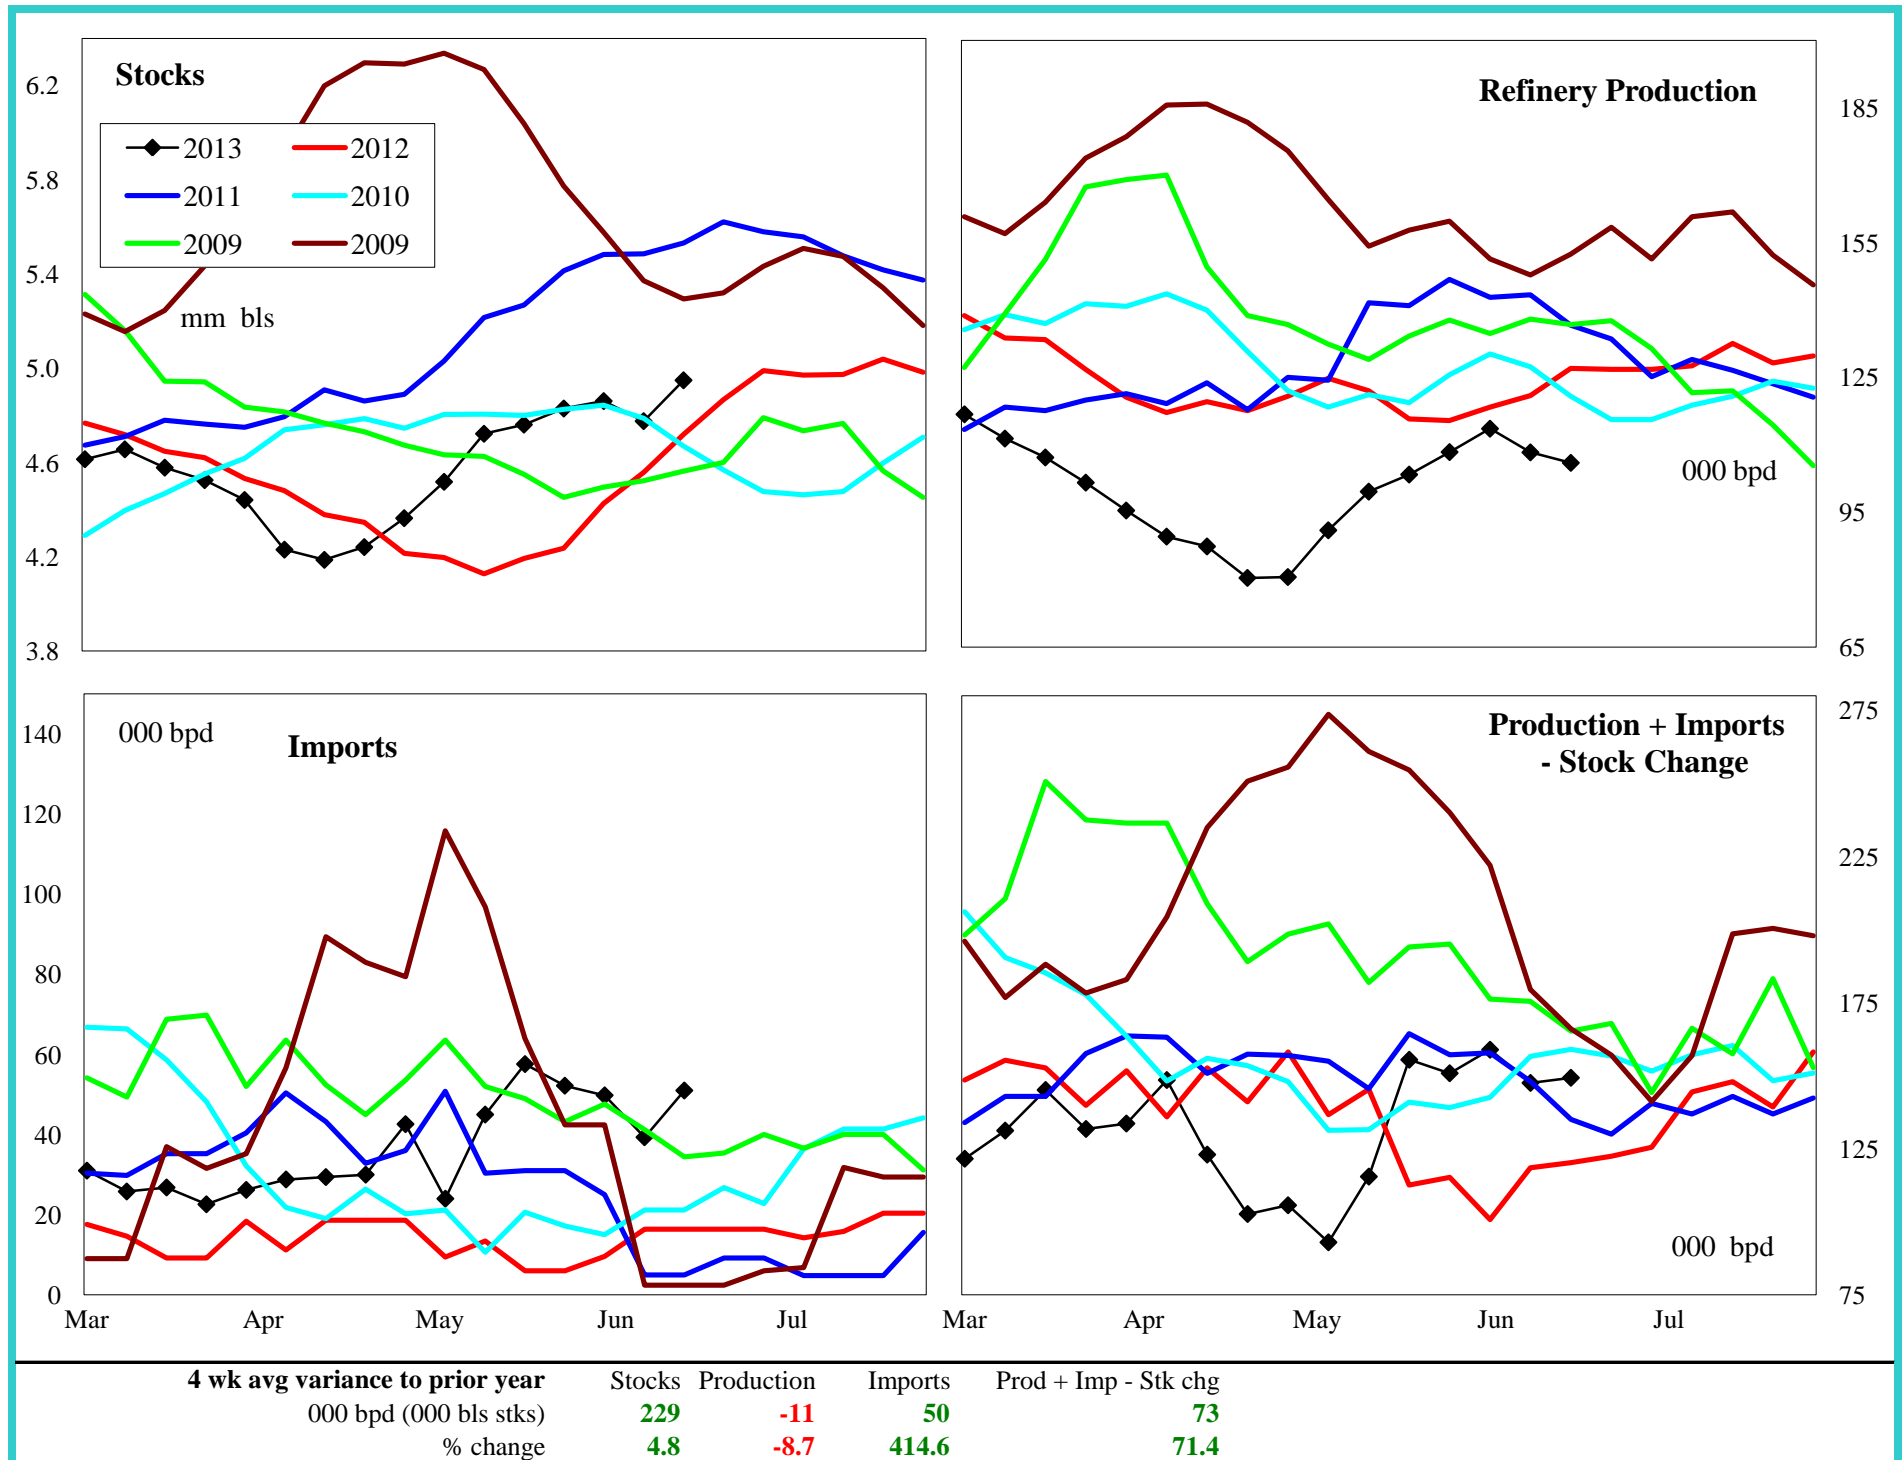 Stocks
6.2
5.8
5.4
5.0
4.6
4.2
3.8
2013
2012
2011
2010
2009
2009
mm bls
Refinery Production
185
155
125
95
65
000 bpd
000 bpd
Imports
140
120
100
80
60
40
20
0
Mar
Apr
May
Jun
Jul
Production + Imports
- Stock Change
275
225
175
125
75
000 bpd
Mar
Apr
May
Jun
Jul
4 wk avg variance to prior year Stocks Production Imports Prod + Imp - Stk chg
000 bpd (000 bls stks) 229 -11 50 73
% change 4.8 -8.7 414.6 71.4